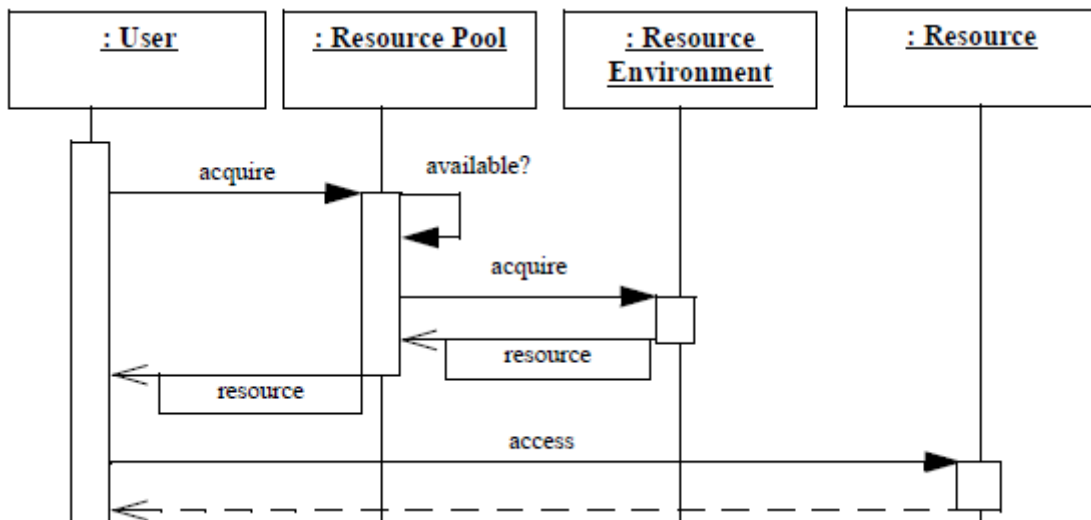 : User
: Resource Pool
: Resource
Environment
: Resource
available?
acquire
acquire
resource
resource
access